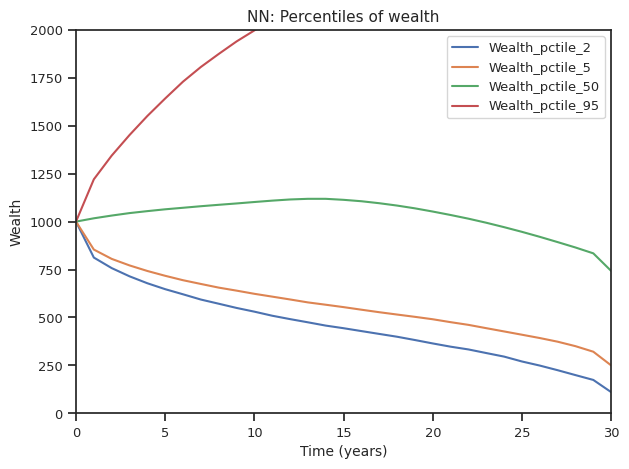 NN: Percentiles of wealth
2000
1750
1500
1250
1000
750
500
250
0
Wealth
Wealth_pctile_2
Wealth_pctile_5
Wealth_pctile_50
Wealth_pctile_95
0 5 10 15 20 25 30
Time (years)